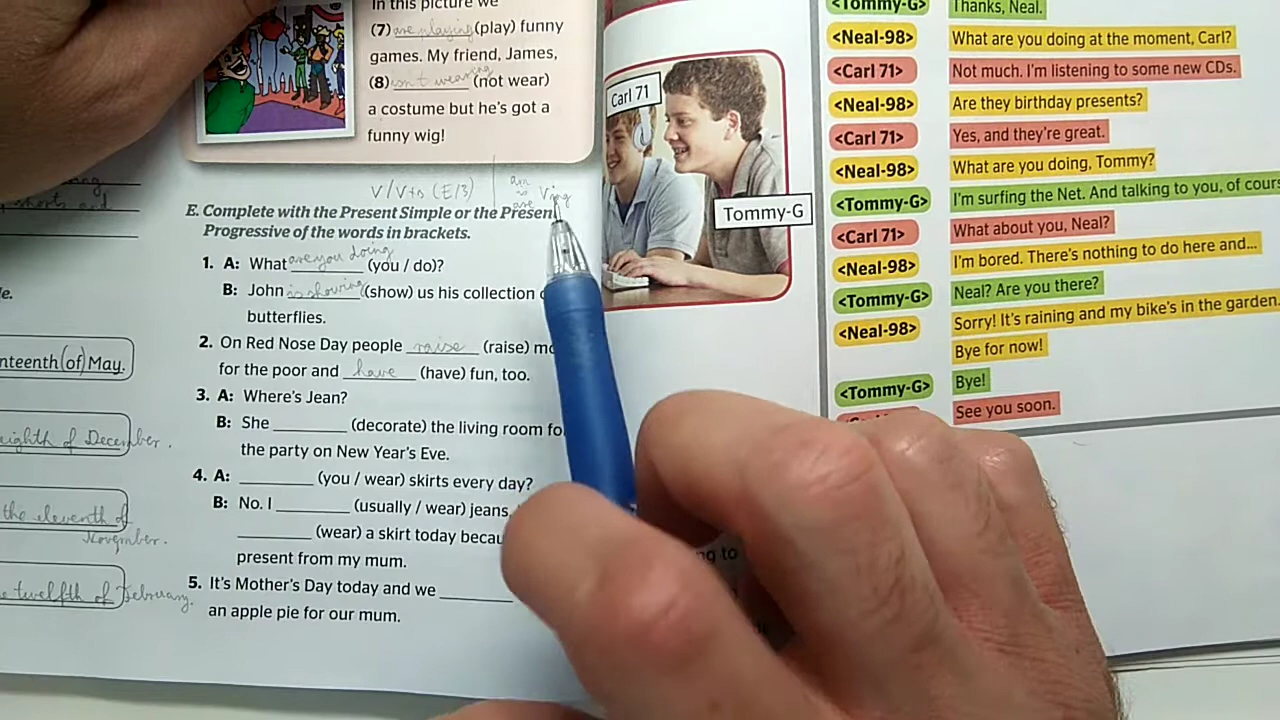 In this picture we
(7) are playing (play) funny
games. My friend, James,
(8) isn't wearing (not wear)
a costume but he's got a
funny wig!
shorts and
V/V+s (E/3)
am
is
are
Ving
E. Complete with the Present Simple or the Presen
Progressive of the words in brackets.
1. A: What are you doing (you / do)?
B: John is showing (show) us his collection
butterflies.
2. On Red Nose Day people raise (raise) mo
for the poor and have (have) fun, too.
3. A: Where's Jean?
B: She ________ (decorate) the living room fo
the party on New Year's Eve.
4. A: ________ (you / wear) skirts every day?
B: No. I ________ (usually / wear) jeans.
________ (wear) a skirt today becau
present from my mum.
5. It's Mother's Day today and we ________
an apple pie for our mum.
nteenth (of) May.
eighth of December.
the eleventh of
November.
twelfth of February.
Carl 71
Tommy-G
<Tommy-G> Thanks, Neal.
<Neal-98> What are you doing at the moment, Carl?
<Carl 71> Not much. I'm listening to some new CDs.
<Neal-98> Are they birthday presents?
<Carl 71> Yes, and they're great.
<Neal-98> What are you doing, Tommy?
<Tommy-G> I'm surfing the Net. And talking to you, of cours
<Carl 71> What about you, Neal?
<Neal-98> I'm bored. There's nothing to do here and...
<Tommy-G> Neal? Are you there?
<Neal-98> Sorry! It's raining and my bike's in the garden.
Bye for now!
<Tommy-G> Bye!
See you soon.
ng to